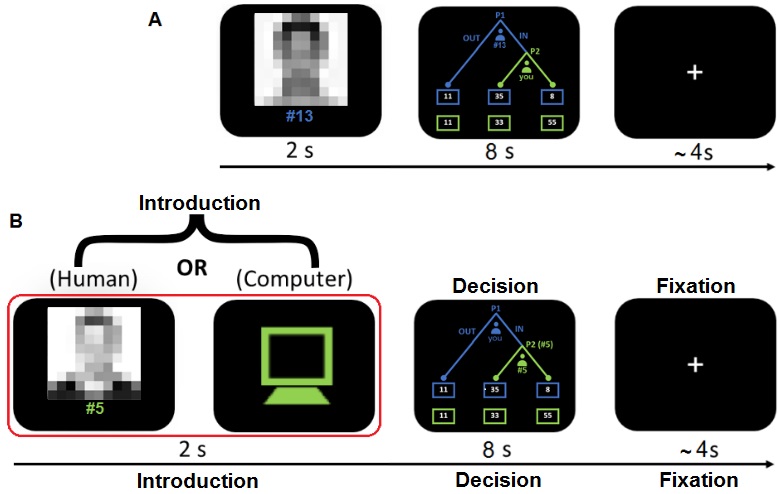 A
#13
P1
OUT
IN
#13
P2
you
11
35
8
11
33
55
+
2 s
8 s
~ 4s
B
Introduction
(Human)
OR
(Computer)
Decision
Fixation
#5
P1
OUT
IN
you
P2 (#5)
#5
11
35
8
11
33
55
+
2 s
8 s
~4s
Introduction
Decision
Fixation